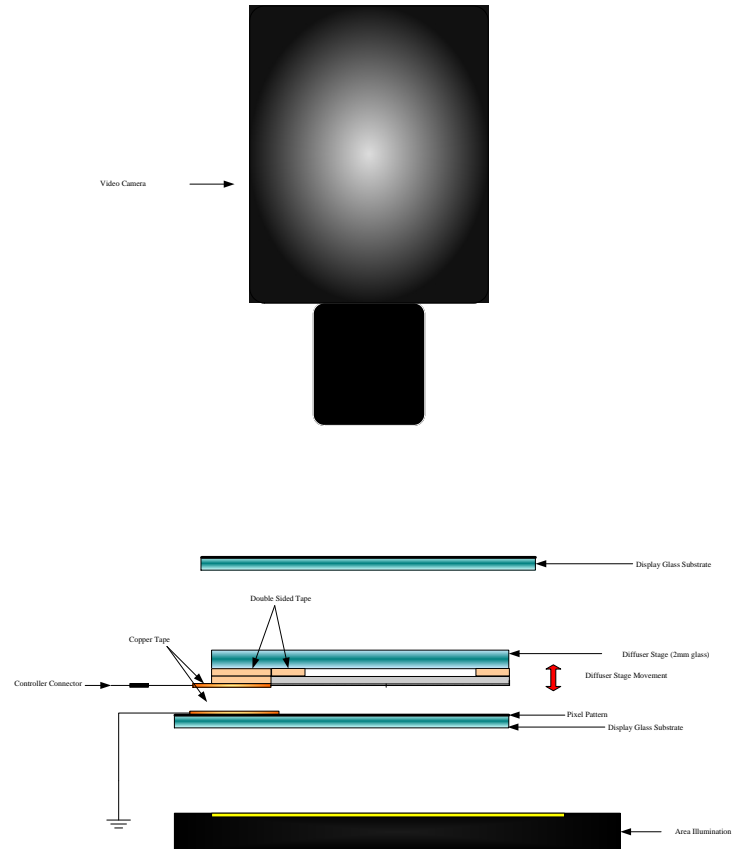 Video Camera
Display Glass Substrate
Double Sided Tape
Copper Tape
Diffuser Stage (2mm glass)
Controller Connector
Diffuser Stage Movement
Pixel Pattern
Display Glass Substrate
Area Illumination